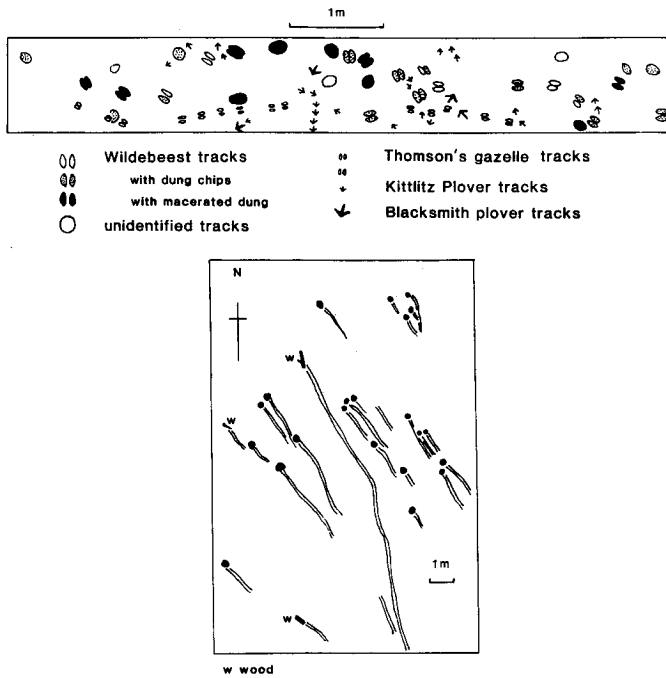 1m
Wildebeest tracks
with dung chips
with macerated dung
unidentified tracks
Thomson's gazelle tracks
Kittlitz Plover tracks
Blacksmith plover tracks
N
w
w
1m
w
w wood